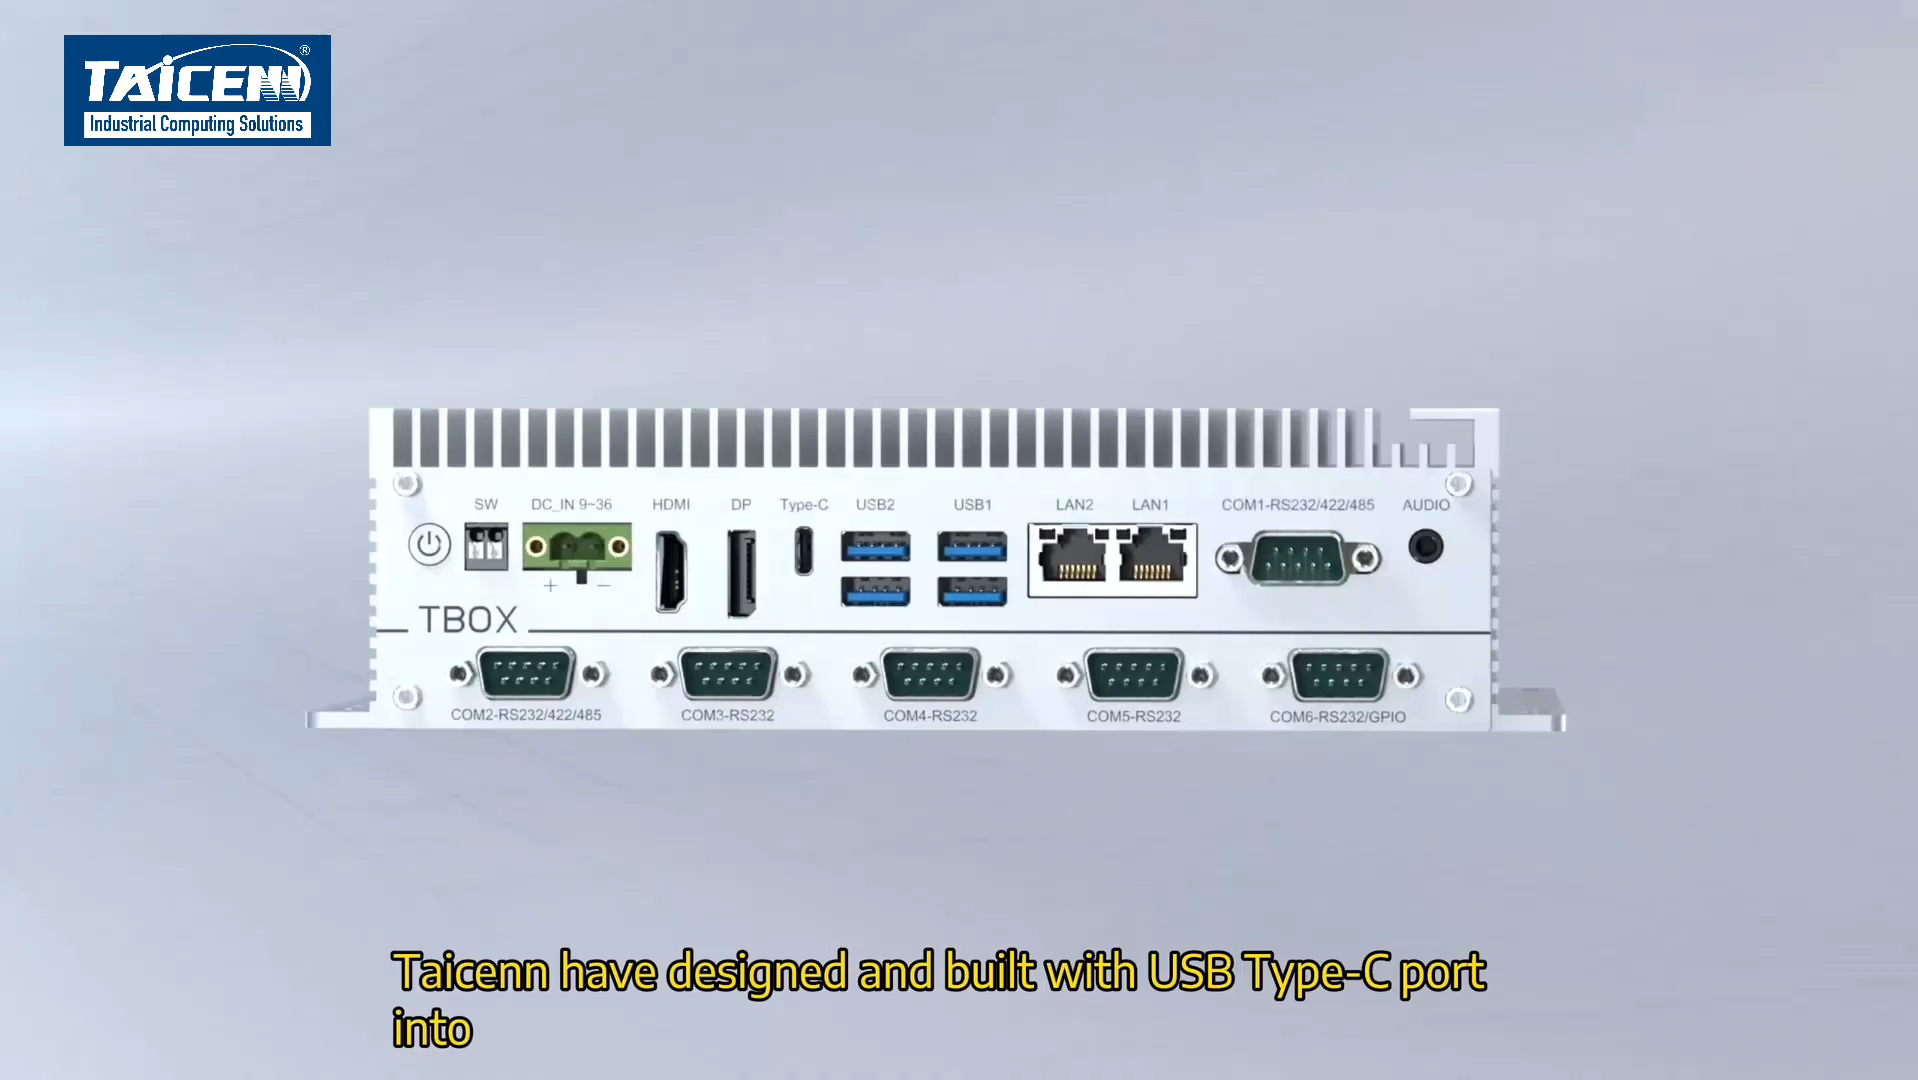 TAICENN®
Industrial Computing Solutions
SW DC_IN 9~36 HDMI DP Type-C USB2 USB1 LAN2 LAN1 COM1-RS232/422/485 AUDIO
+ −
TBOX
COM2-RS232/422/485 COM3-RS232 COM4-RS232 COM5-RS232 COM6-RS232/GPIO
Taicenn have designed and built with USB Type-C port
into